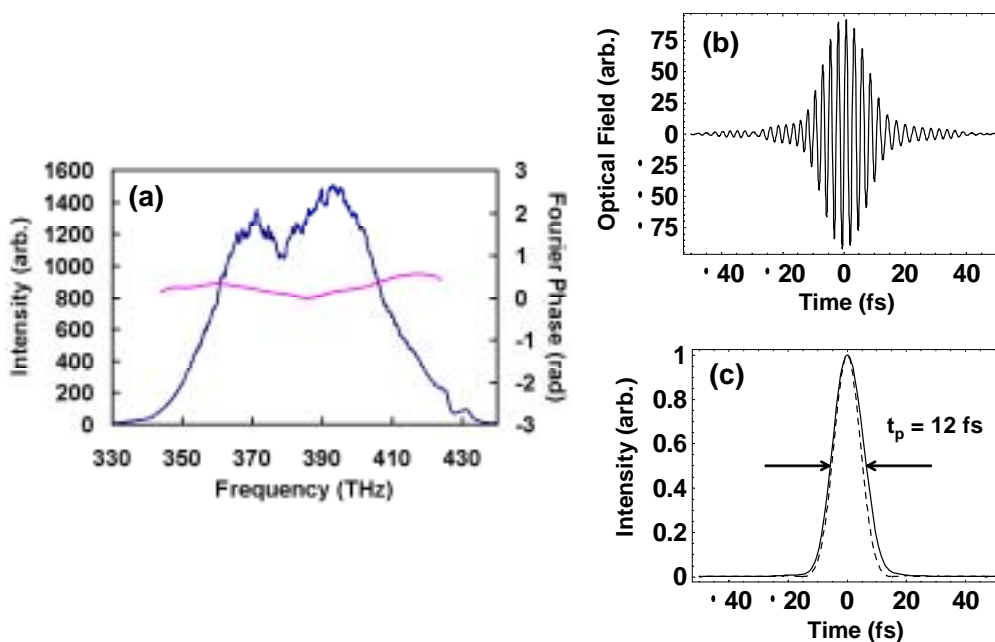 (a)
1600
1400
1200
1000
800
600
400
200
0
Intensity (arb.)
3
2
1
0
-1
-2
-3
Fourier Phase (rad)
330 350 370 390 410 430
Frequency (THz)
(b)
75
50
25
0
25
50
75
Optical Field (arb.)
40 20 0 20 40
Time (fs)
(c)
1
0.8
0.6
0.4
0.2
0
Intensity (arb.)
tp = 12 fs
40 20 0 20 40
Time (fs)